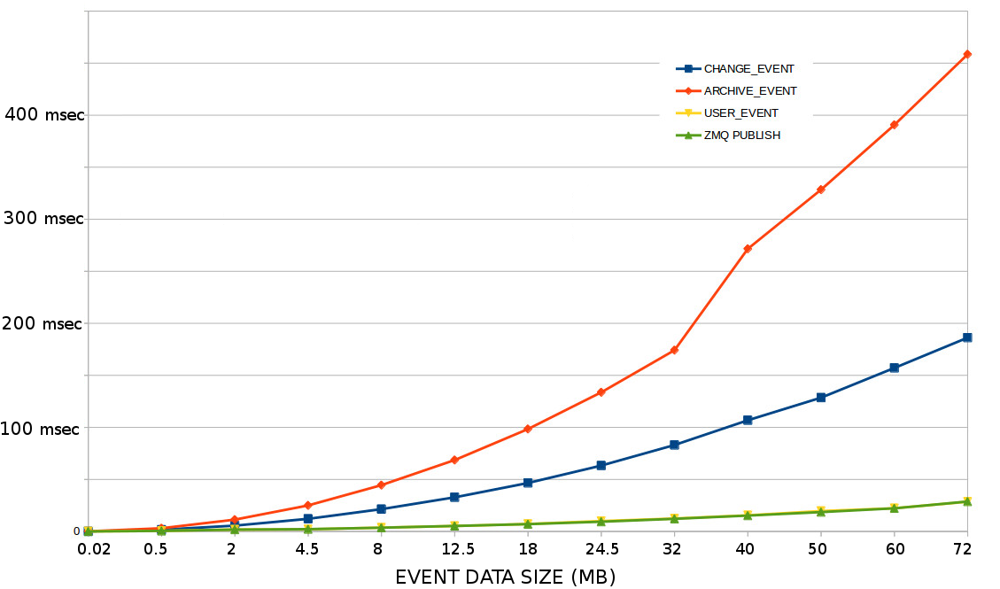 CHANGE_EVENT
ARCHIVE_EVENT
USER_EVENT
ZMQ PUBLISH
400 msec
300 msec
200 msec
100 msec
0
0.02 0.5 2 4.5 8 12.5 18 24.5 32 40 50 60 72
EVENT DATA SIZE (MB)